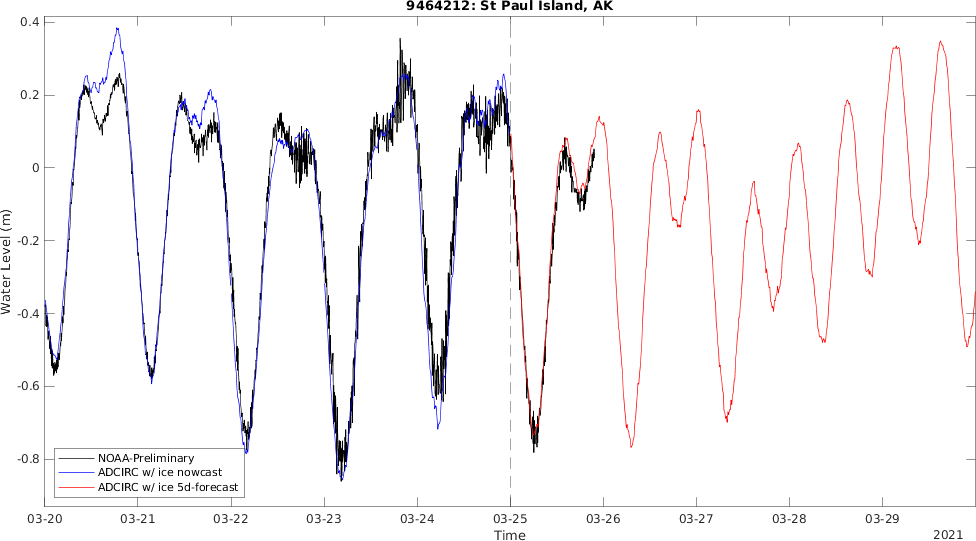 9464212: St Paul Island, AK
0.4
0.2
0
-0.2
-0.4
-0.6
-0.8
Water Level (m)
NOAA-Preliminary
ADCIRC w/ ice nowcast
ADCIRC w/ ice 5d-forecast
03-20 03-21 03-22 03-23 03-24 03-25 03-26 03-27 03-28 03-29
Time
2021